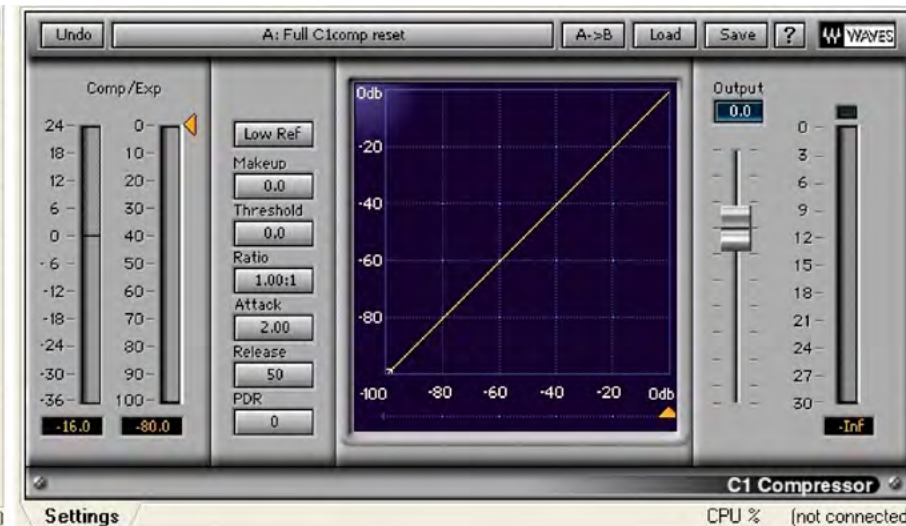 Undo A: Full C1comp reset A->B Load Save ? WAVES
Comp/Exp
24 0
18 10
12 20
6 30
0 40
-6 50
-12 60
-18 70
-24 80
-30 90
-36 100
-16.0 -80.0
Low Ref
Makeup
0.0
Threshold
0.0
Ratio
1.00:1
Attack
2.00
Release
50
PDR
0
0db
-20
-40
-60
-80
-100 -80 -60 -40 -20 0db
Output
0.0
0
3
6
9
12
15
18
21
24
27
30
-Inf
C1 Compressor
Settings CPU % (not connected